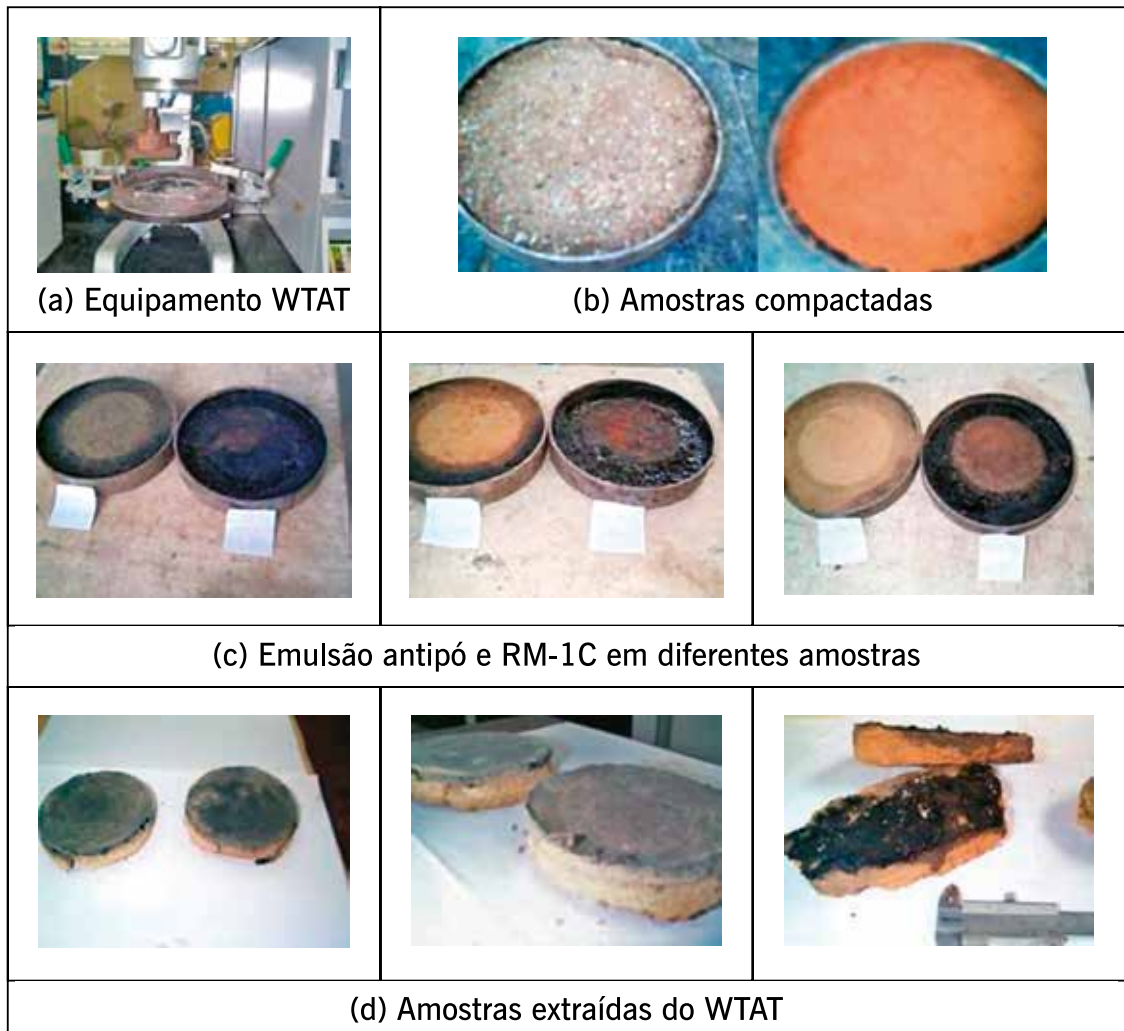 (a) Equipamento WTAT
(b) Amostras compactadas
(c) Emulsão antipó e RM-1C em diferentes amostras
(d) Amostras extraídas do WTAT